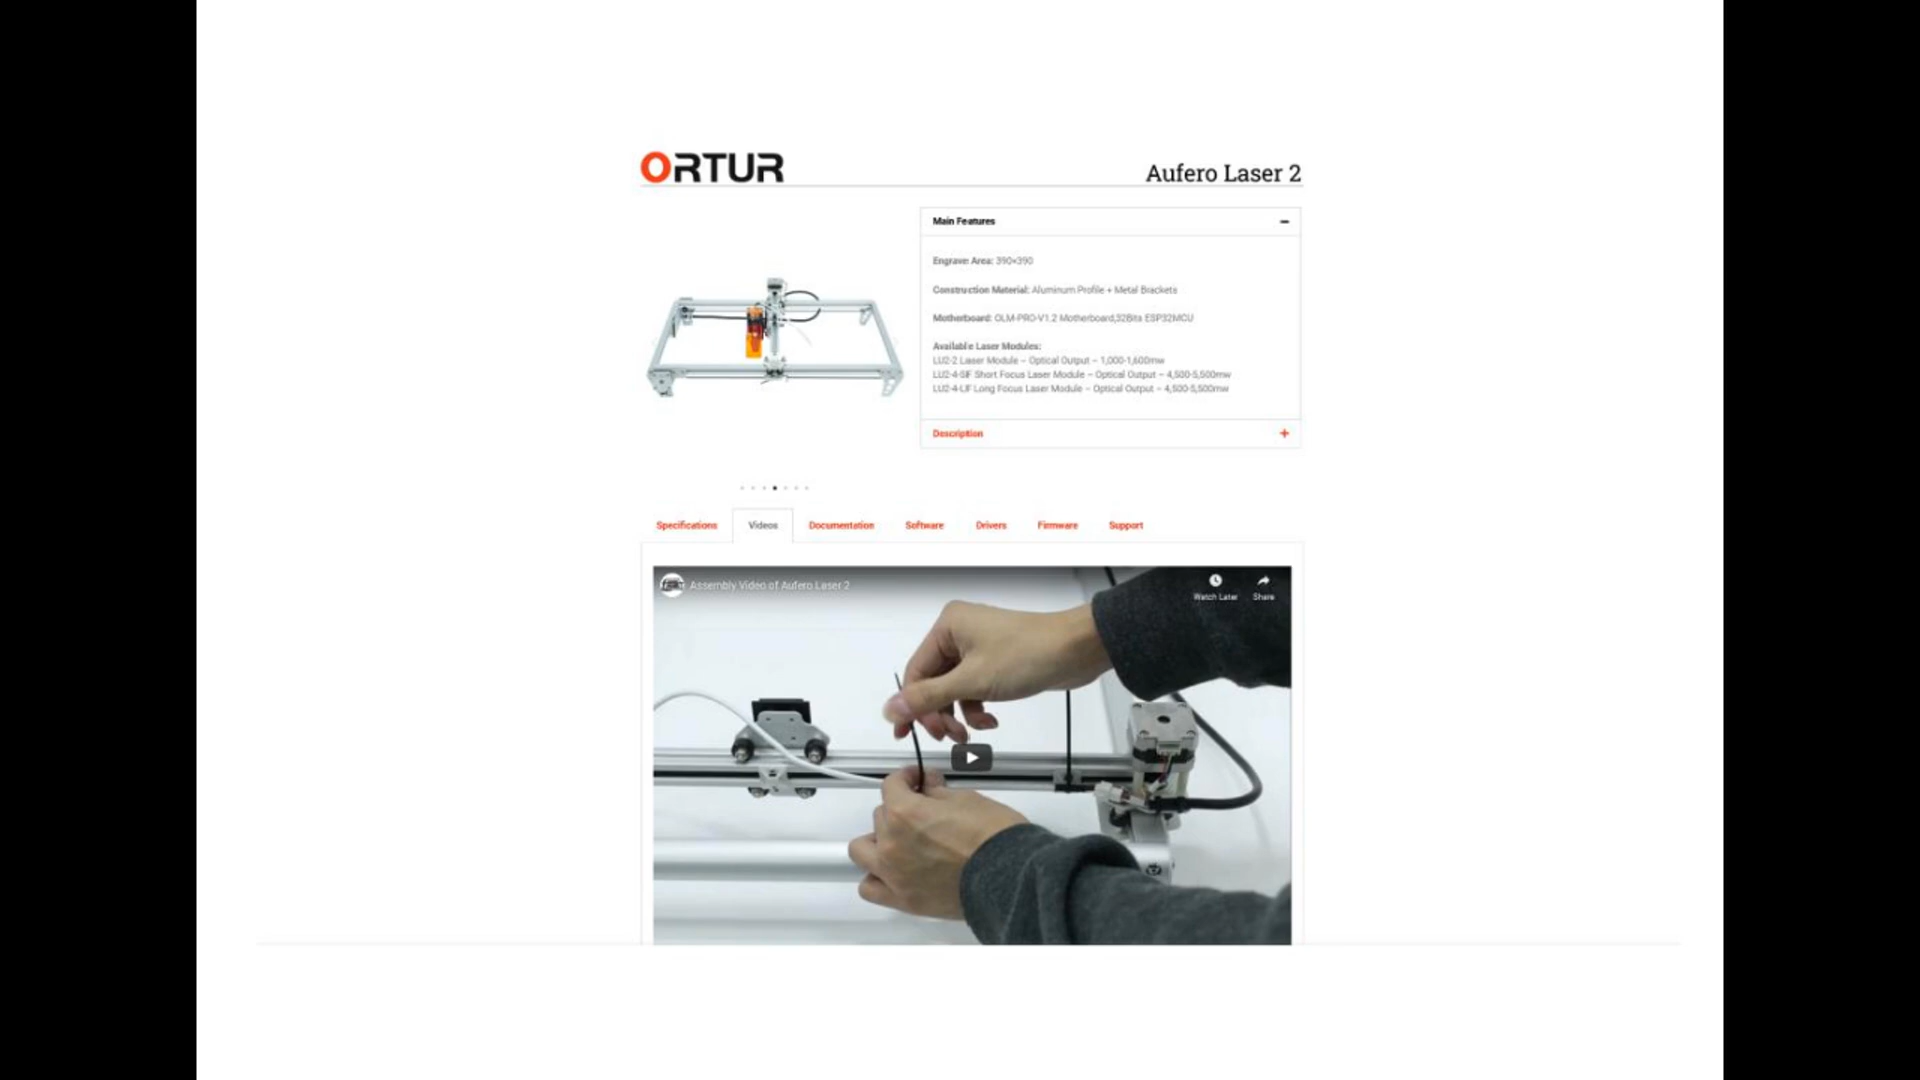 ORTUR
Aufero Laser 2
Main Features
Engrave Area: 390×390
Construction Material: Aluminum Profile + Metal Brackets
Motherboard: OLM-PRO-V1.2 Motherboard,32Bits ESP32MCU
Available Laser Modules:
LU2-2 Laser Module – Optical Output – 1,000-1,600mw
LU2-4-SF Short Focus Laser Module – Optical Output – 4,500-5,500mw
LU2-4-LF Long Focus Laser Module – Optical Output – 4,500-5,500mw
Description
Specifications Videos Documentation Software Drivers Firmware Support
Assembly Video of Aufero Laser 2
Watch Later Share